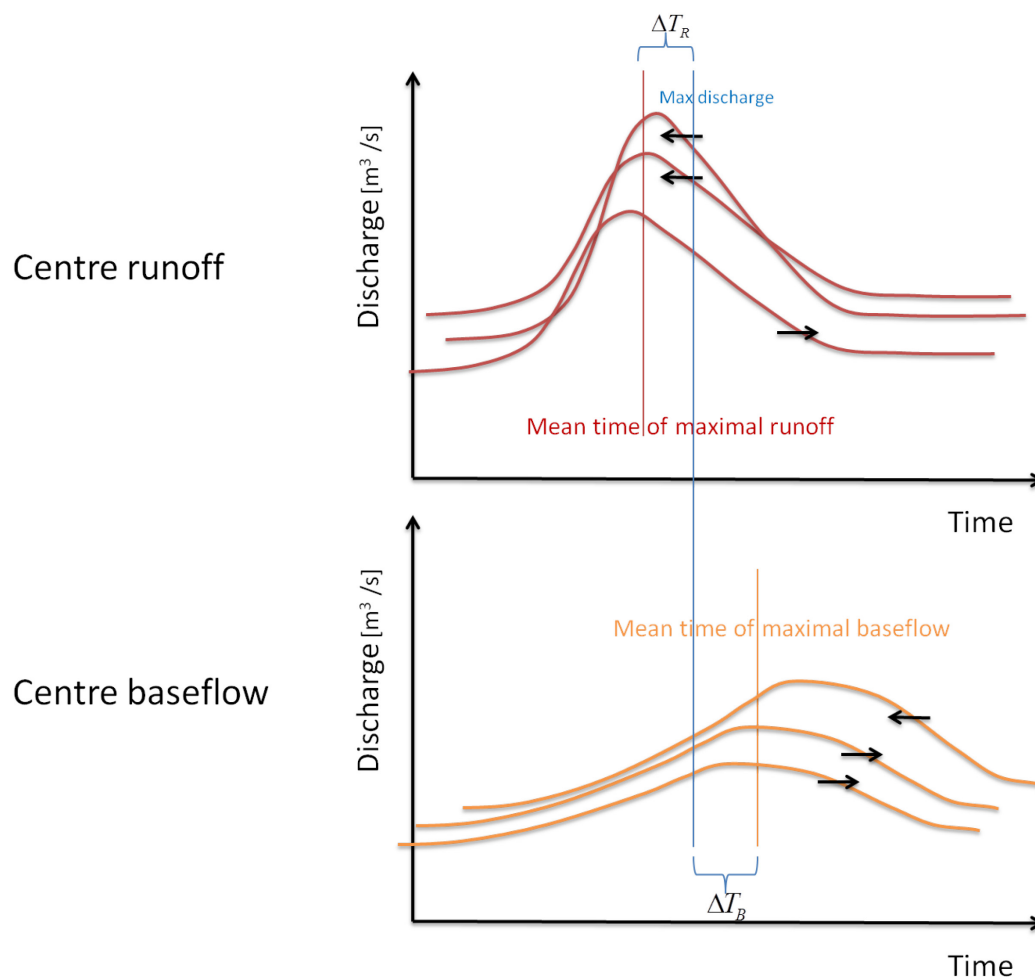 ΔT_R
Max discharge
Discharge [m³ /s]
Centre runoff
Mean time of maximal runoff
Time
Discharge [m³ /s]
Mean time of maximal baseflow
Centre baseflow
ΔT_B
Time